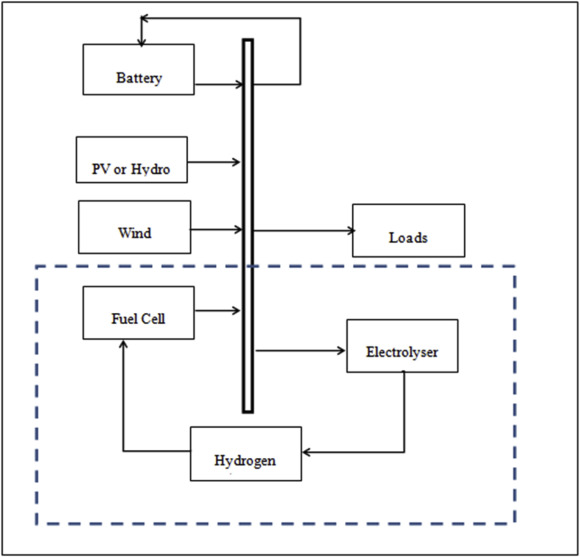 Battery
PV or Hydro
Wind
Loads
Fuel Cell
Electrolyser
Hydrogen